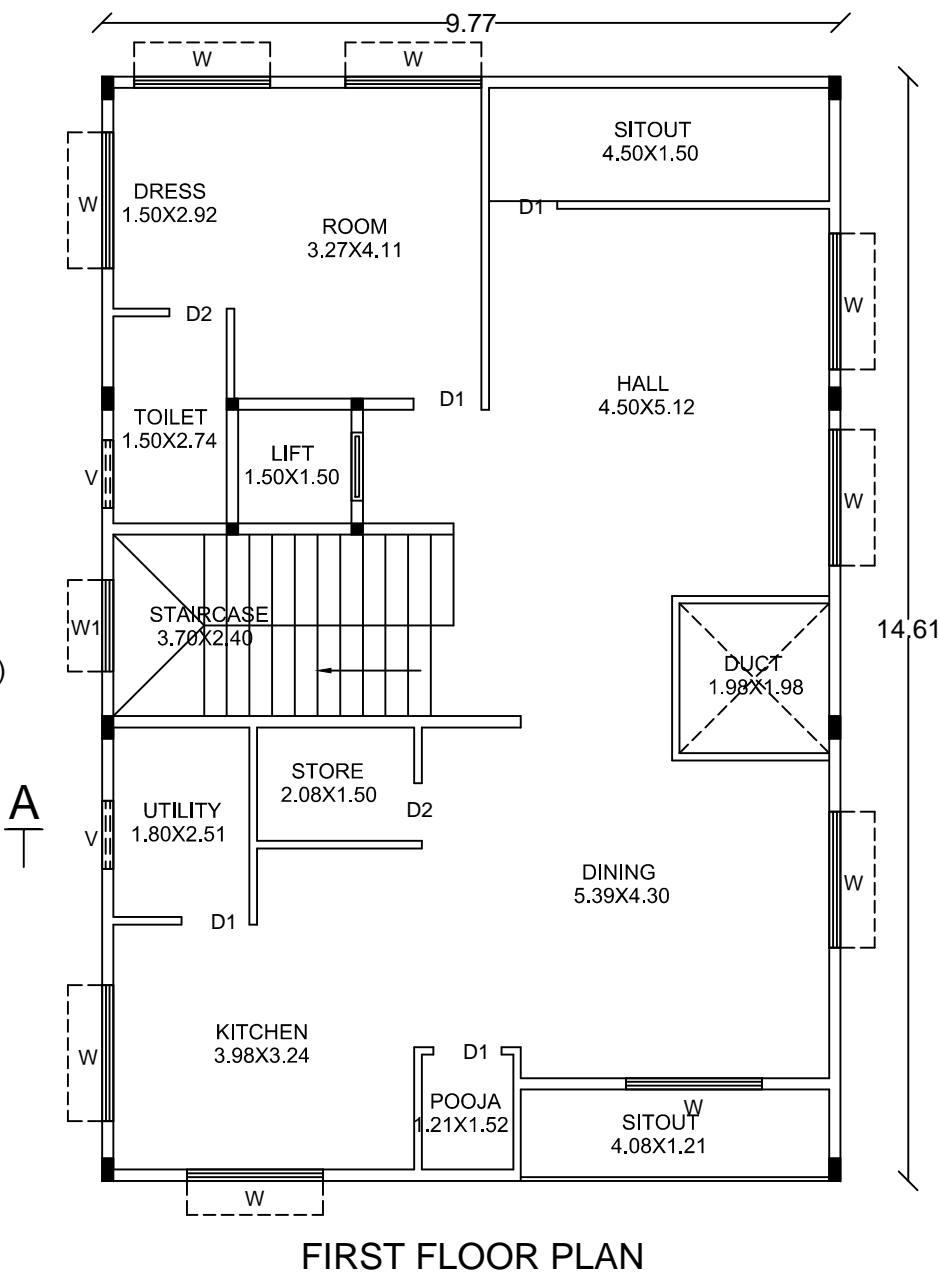 9.77
W
W
SITOUT
4.50X1.50
DRESS
1.50X2.92
W
ROOM
3.27X4.11
D1
W
D2
HALL
4.50X5.12
D1
TOILET
1.50X2.74
LIFT
1.50X1.50
V
W
STAIRCASE
3.70X2.40
W1
14.61
)
DUCT
1.98X1.98
STORE
2.08X1.50
A
UTILITY
1.80X2.51
D2
V
DINING
5.39X4.30
W
D1
KITCHEN
3.98X3.24
W
D1
POOJA
1.21X1.52
W
SITOUT
4.08X1.21
W
FIRST FLOOR PLAN